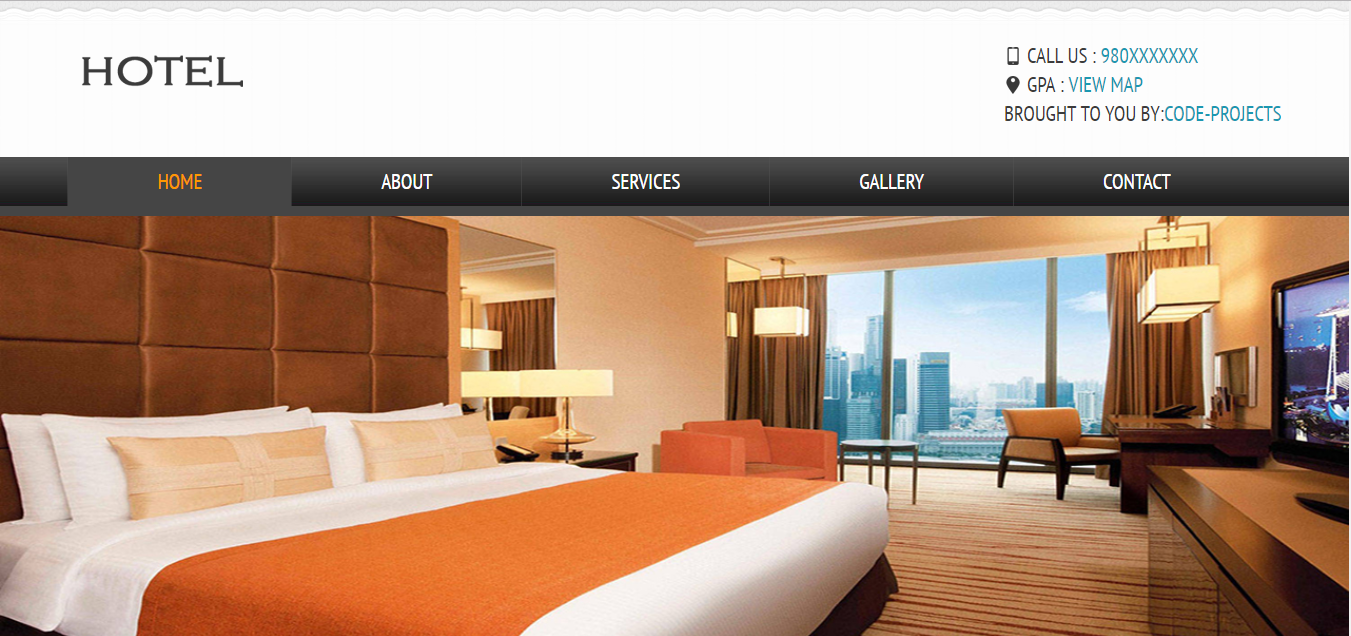 HOTEL
CALL US : 980XXXXXXX
GPA : VIEW MAP
BROUGHT TO YOU BY:CODE-PROJECTS
HOME ABOUT SERVICES GALLERY CONTACT